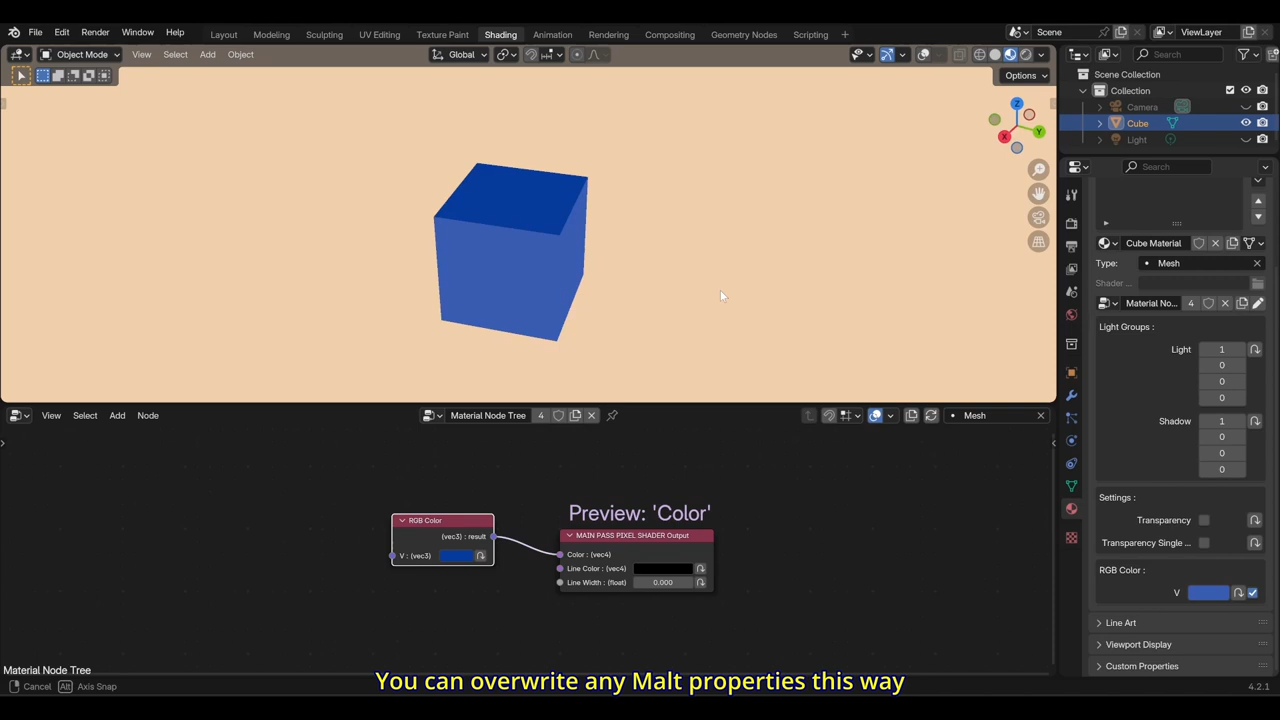 File Edit Render Window Help Layout Modeling Sculpting UV Editing Texture Paint Shading Animation Rendering Compositing Geometry Nodes Scripting + Scene ViewLayer
Object Mode View Select Add Object Global Search
Options
Scene Collection
Collection
Camera
Cube
Light
Search
Cube Material
Type: Mesh
Shader ...
Material No... 4
Light Groups :
Light 1
0
0
0
Shadow 1
0
0
0
Settings :
Transparency
Transparency Single ...
RGB Color :
V
Line Art
Viewport Display
Custom Properties
View Select Add Node Material Node Tree 4 Mesh
Preview: 'Color'
RGB Color
(vec3) : result
V : (vec3)
MAIN PASS PIXEL SHADER Output
Color : (vec4)
Line Color : (vec4)
Line Width : (float) 0.000
Material Node Tree
You can overwrite any Malt properties this way
Cancel Alt Axis Snap 4.2.1